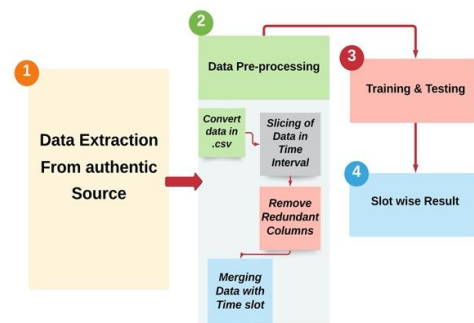 1
Data Extraction
From authentic
Source
2
Data Pre-processing
Convert
data in
.csv
Slicing of
Data in
Time
Interval
Remove
Redundant
Columns
Merging
Data with
Time slot
3
Training & Testing
4
Slot wise Result